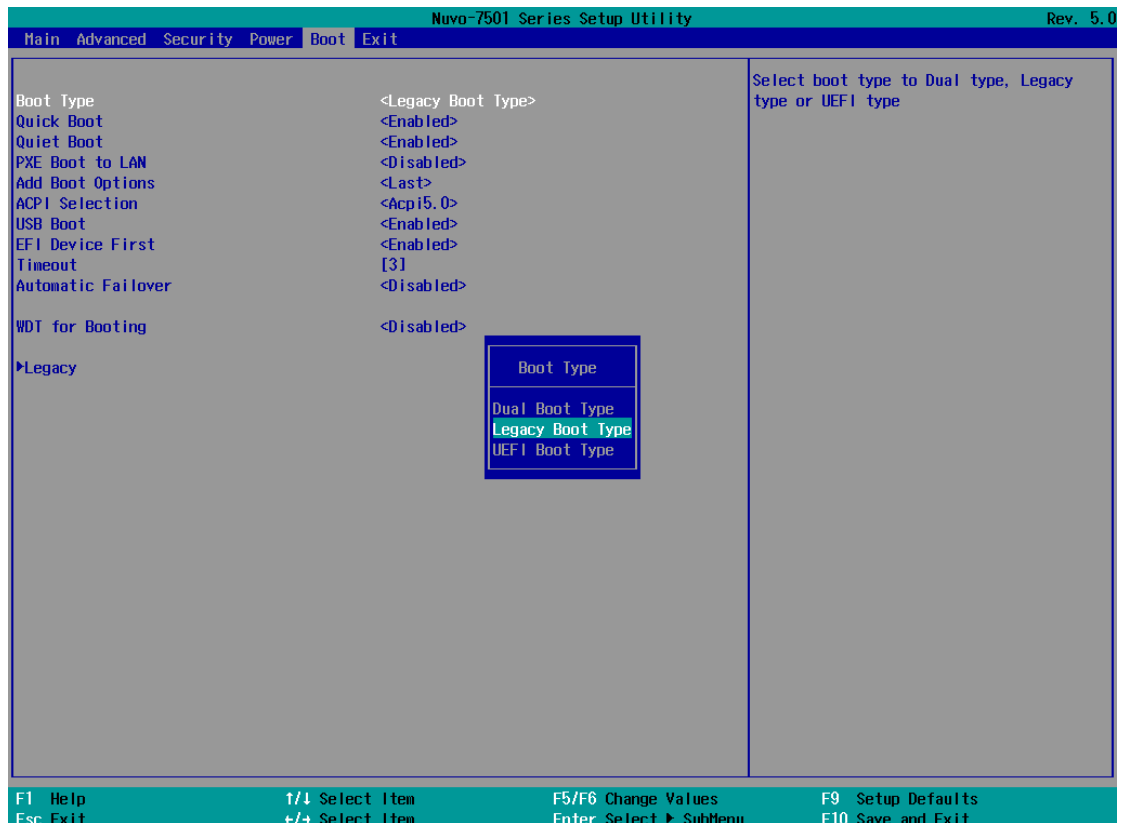 Nuvo-7501 Series Setup Utility Rev. 5.0
Main Advanced Security Power Boot Exit
Boot Type <Legacy Boot Type>
Quick Boot <Enabled>
Quiet Boot <Enabled>
PXE Boot to LAN <Disabled>
Add Boot Options <Last>
ACPI Selection <Acpi5.0>
USB Boot <Enabled>
EFI Device First <Enabled>
Timeout [3]
Automatic Failover <Disabled>
WDT for Booting <Disabled>
▶Legacy
Boot Type
Dual Boot Type
Legacy Boot Type
UEFI Boot Type
Select boot type to Dual type, Legacy
type or UEFI type
F1 Help ↑/↓ Select Item F5/F6 Change Values F9 Setup Defaults
Esc Exit ←/→ Select Item Enter Select ▶ SubMenu F10 Save and Exit